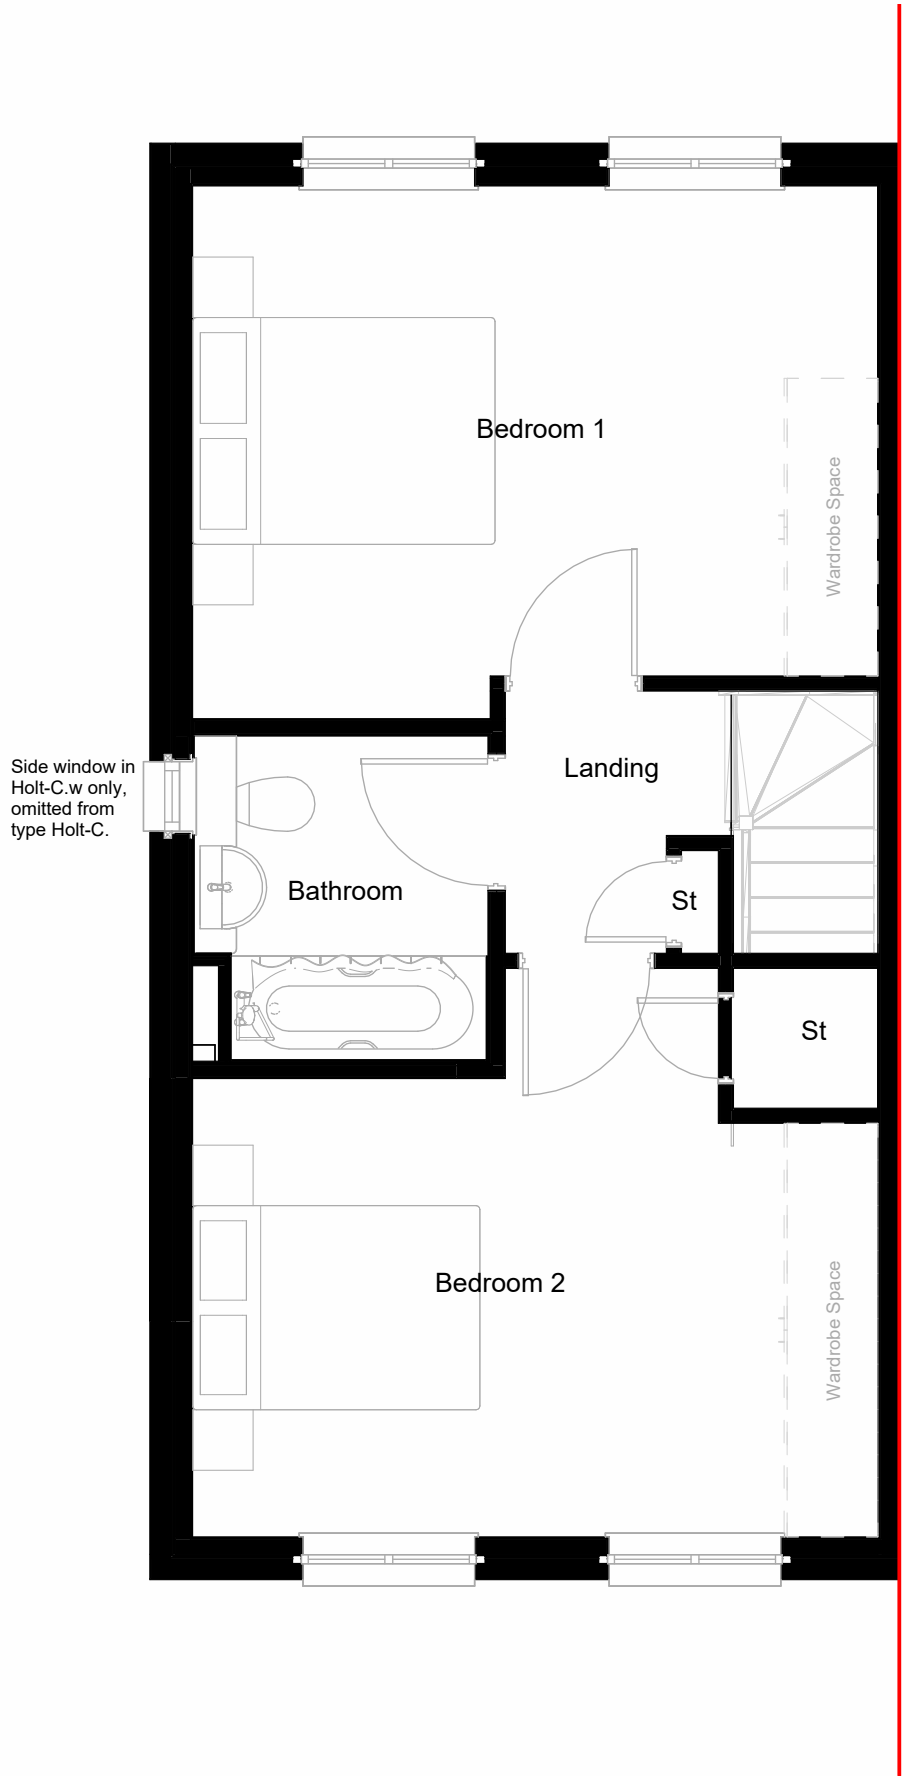 Bedroom 1
Wardrobe Space
Side window in
Holt-C.w only,
omitted from
type Holt-C.
Landing
Bathroom
St
St
Bedroom 2
Wardrobe Space